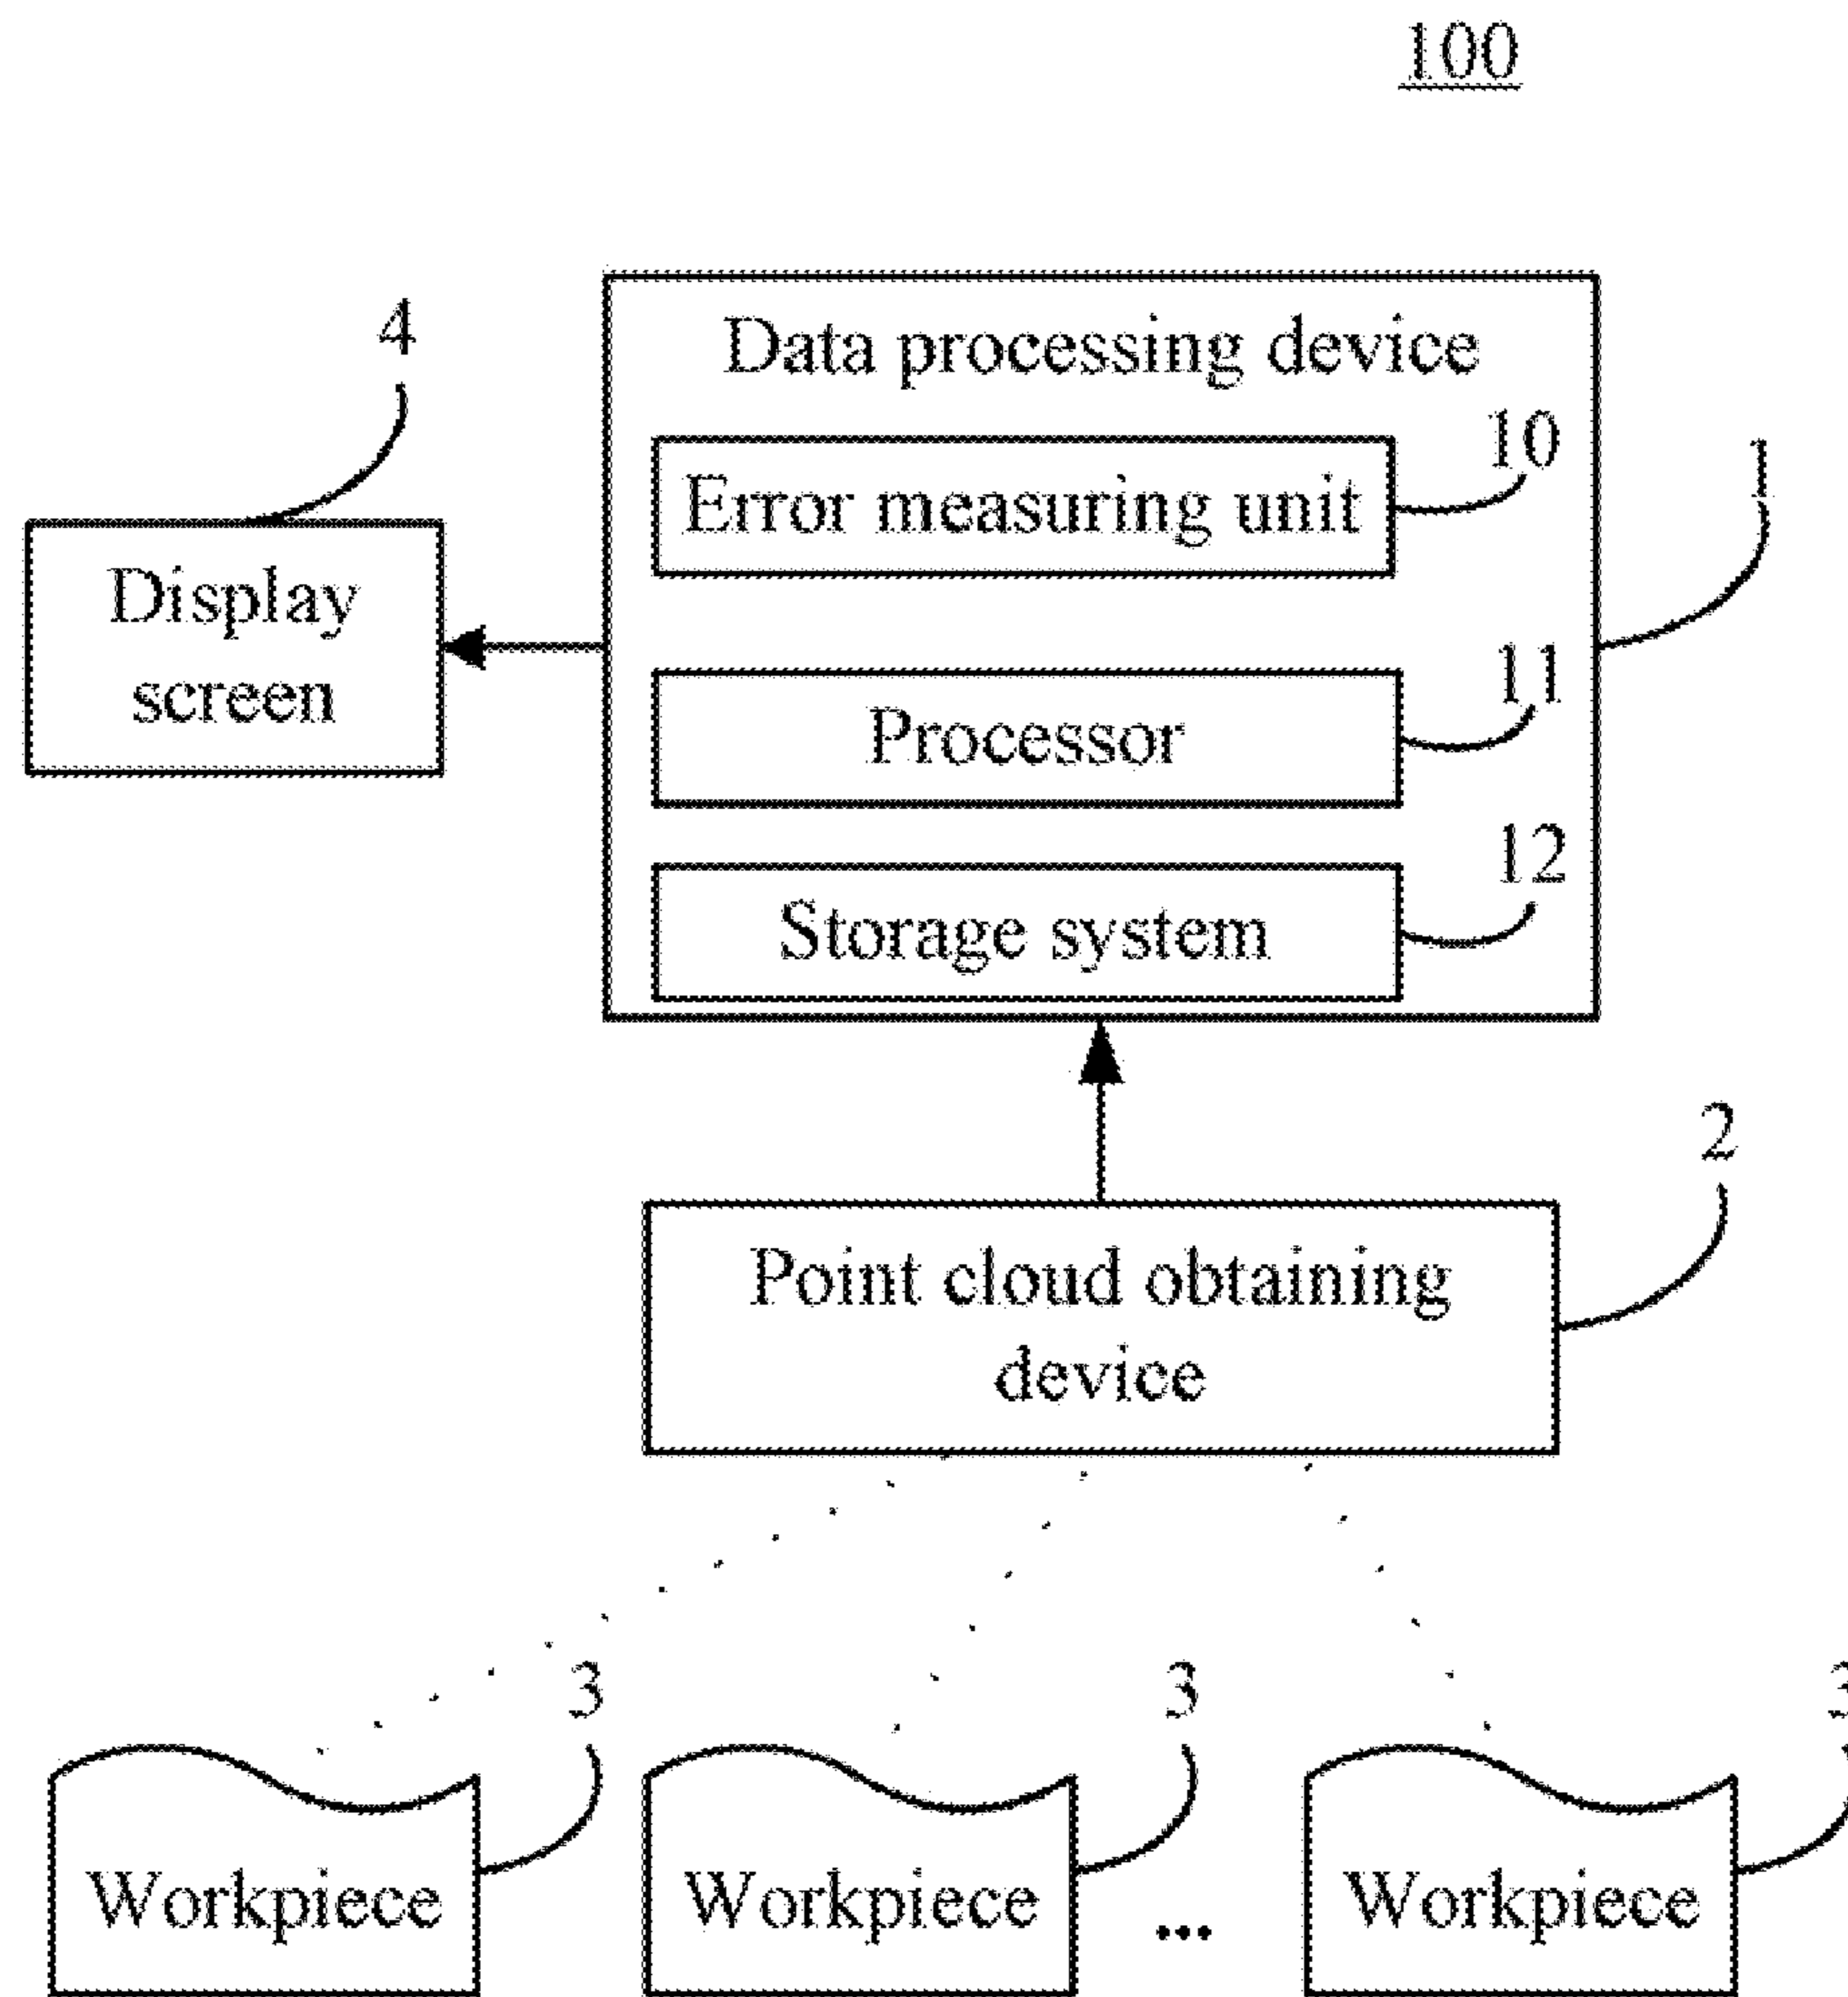 100
4
Data processing device
10
1
Error measuring unit
Display
screen
11
Processor
12
Storage system
2
Point cloud obtaining
device
3 3 3
Workpiece Workpiece ... Workpiece